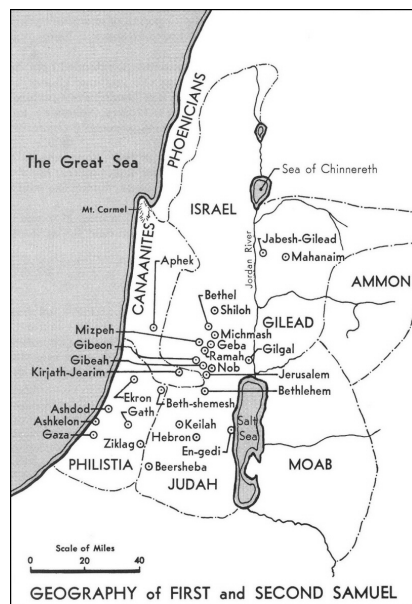 PHOENICIANS
The Great Sea
Sea of Chinnereth
Mt. Carmel
ISRAEL
CANAANITES
Jordan River
Jabesh-Gilead
Aphek
Mahanaim
AMMON
Bethel
Shiloh
GILEAD
Mizpeh
Michmash
Gibeon
Geba
Ramah
Gilgal
Gibeah
Nob
Kirjath-Jearim
Jerusalem
Ekron
Beth-shemesh
Bethlehem
Ashdod
Gath
Ashkelon
Keilah
Salt
Sea
Gaza
Ziklag
Hebron
En-gedi
PHILISTIA
Beersheba
MOAB
JUDAH
Scale of Miles
0 20 40
GEOGRAPHY of FIRST and SECOND SAMUEL